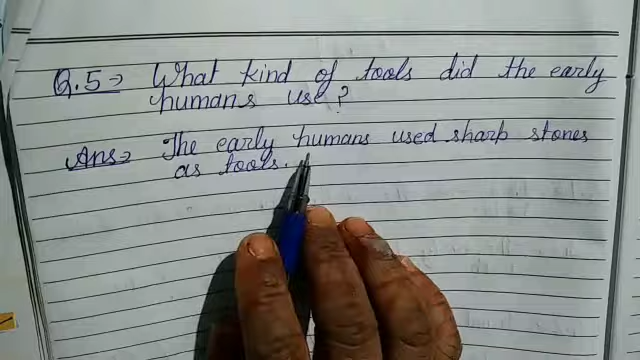 Q.5→ What kind of tools did the early
humans use?
Ans→ The early humans used sharp stones
as tools.